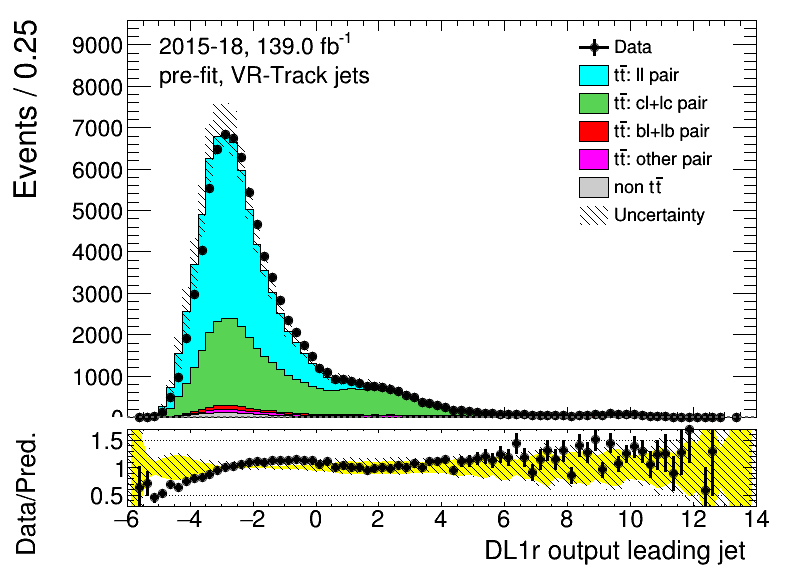 Events / 0.25
9000
8000
7000
6000
5000
4000
3000
2000
1000
0
2015-18, 139.0 fb⁻¹
pre-fit, VR-Track jets
Data
tt̄: ll pair
tt̄: cl+lc pair
tt̄: bl+lb pair
tt̄: other pair
non tt̄
Uncertainty
Data/Pred.
1.5
1
0.5
−6 −4 −2 0 2 4 6 8 10 12 14
DL1r output leading jet